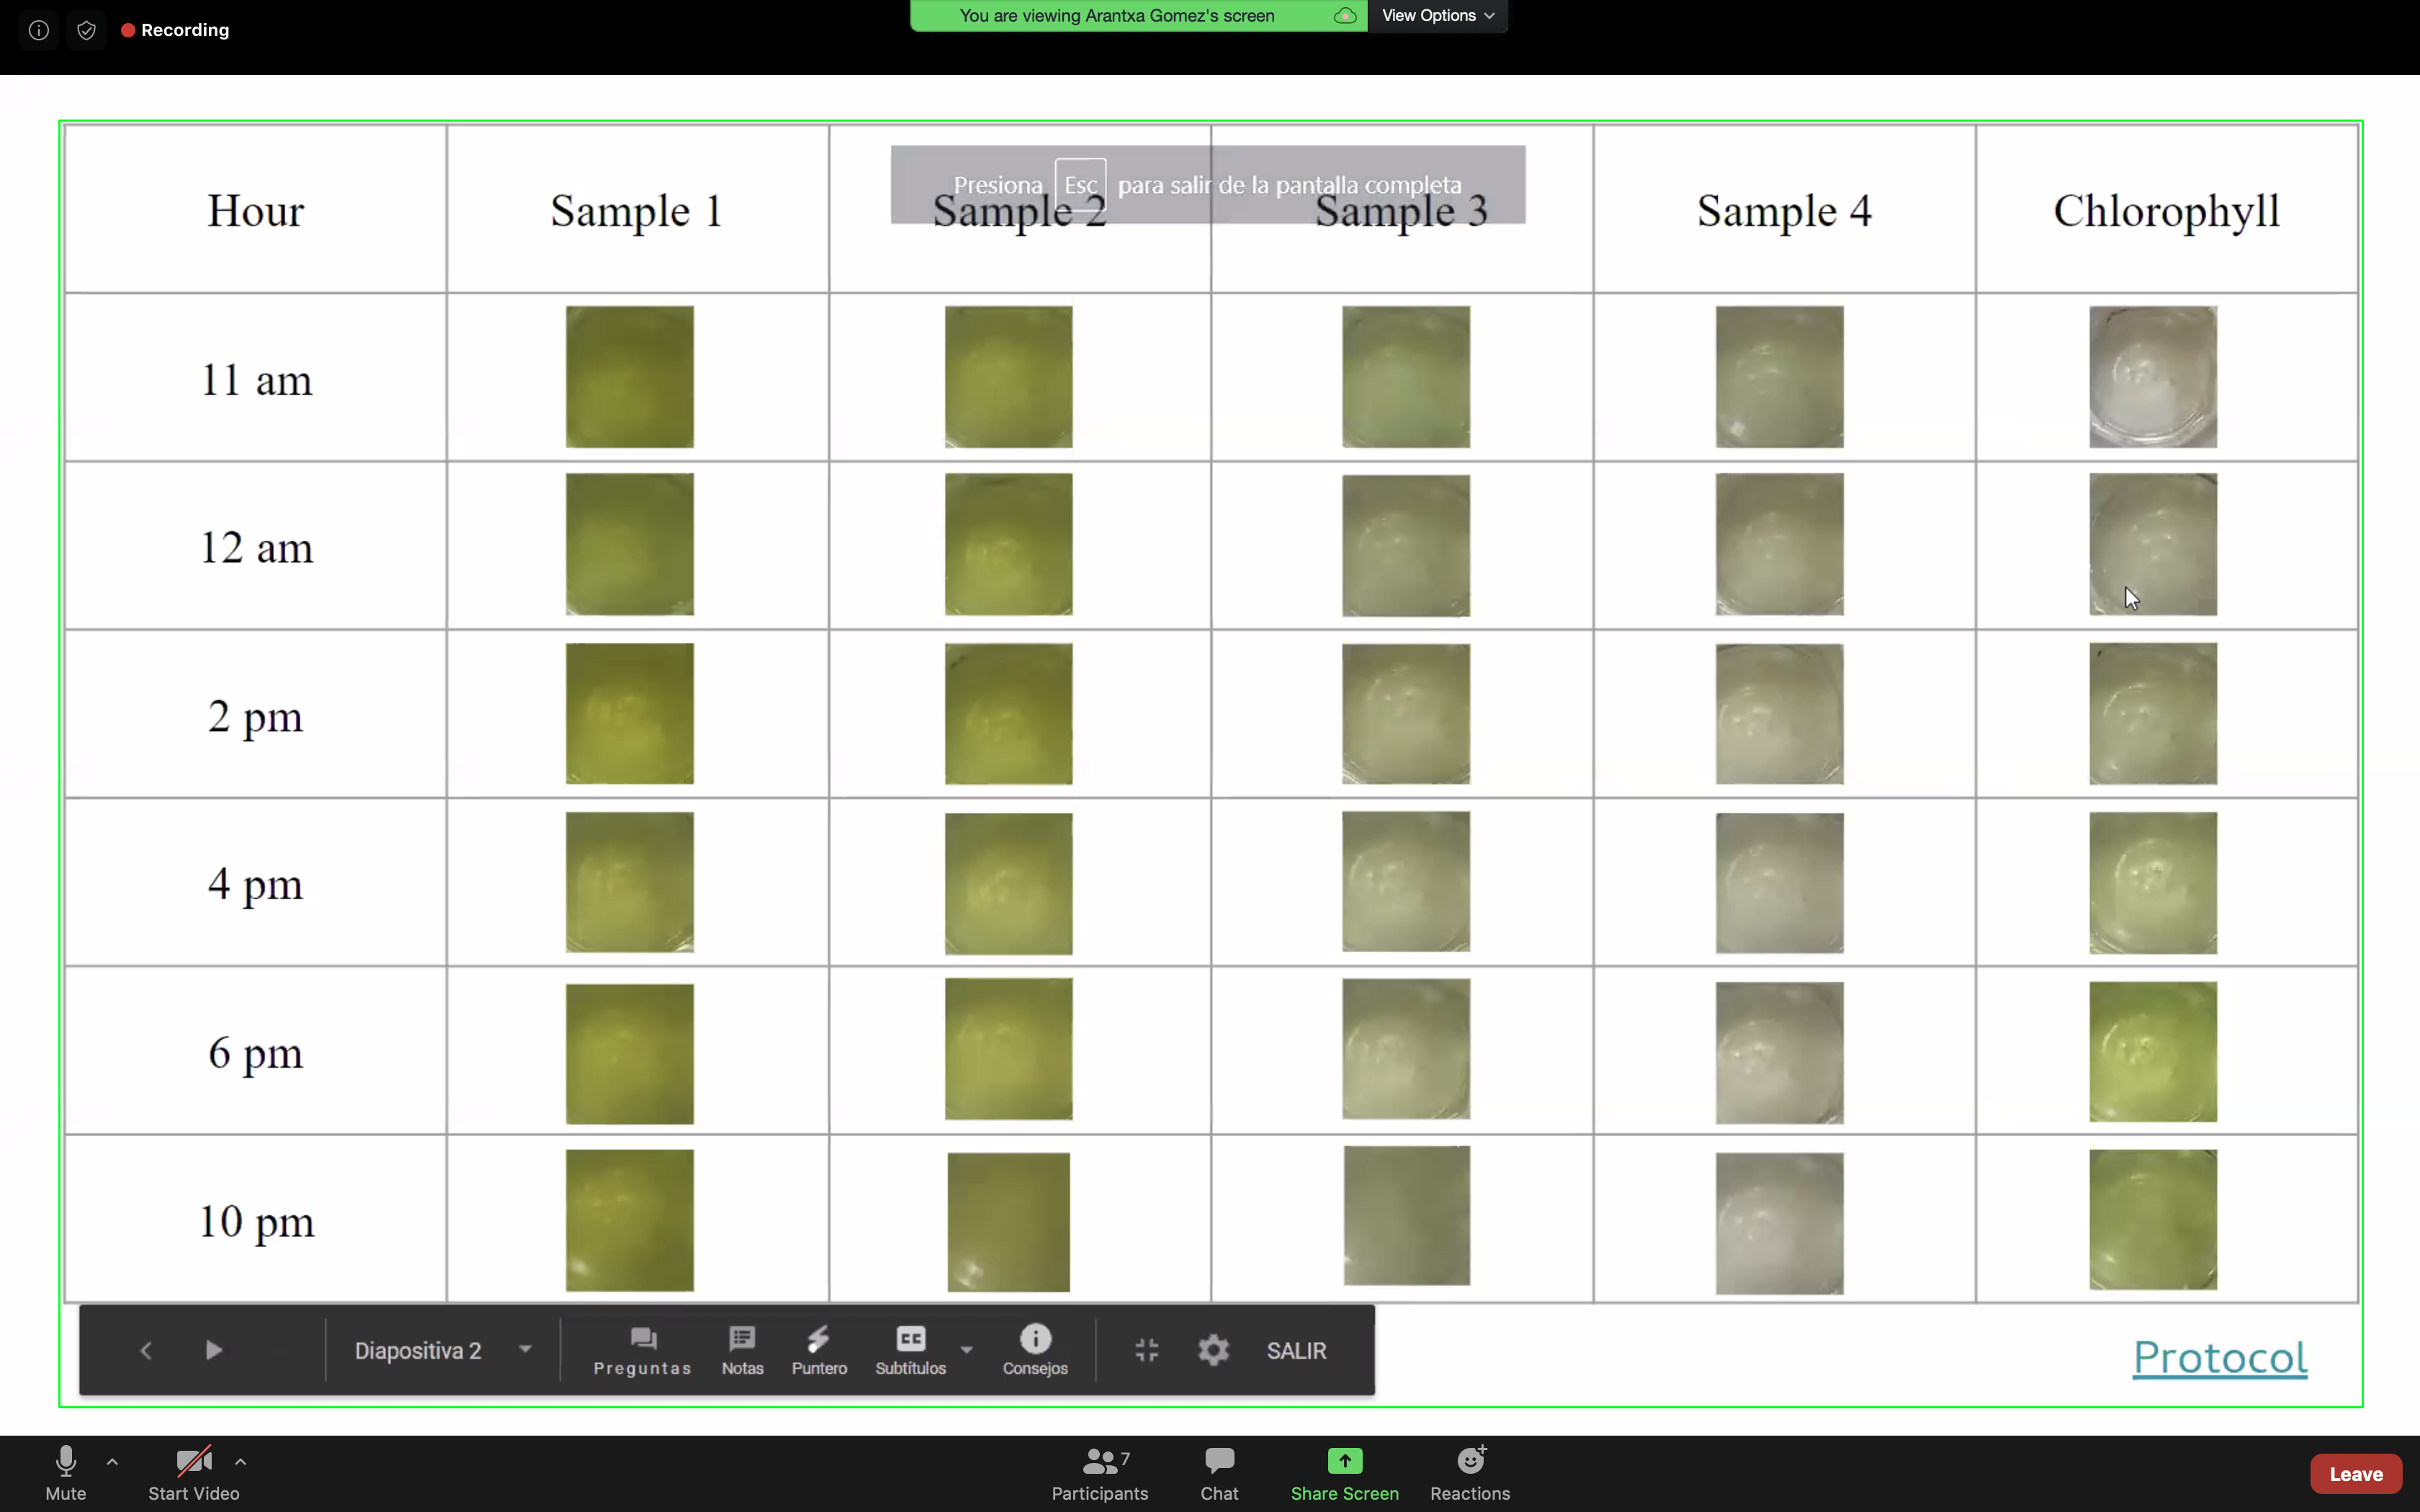 Recording
You are viewing Arantxa Gomez's screen
View Options
Presiona Esc para salir de la pantalla completa
Hour Sample 1 Sample 2 Sample 3 Sample 4 Chlorophyll
11 am
12 am
2 pm
4 pm
6 pm
10 pm
Diapositiva 2
Preguntas Notas Puntero Subtítulos Consejos SALIR
CC
Protocol
7
Mute Start Video Participants Chat Share Screen Reactions Leave